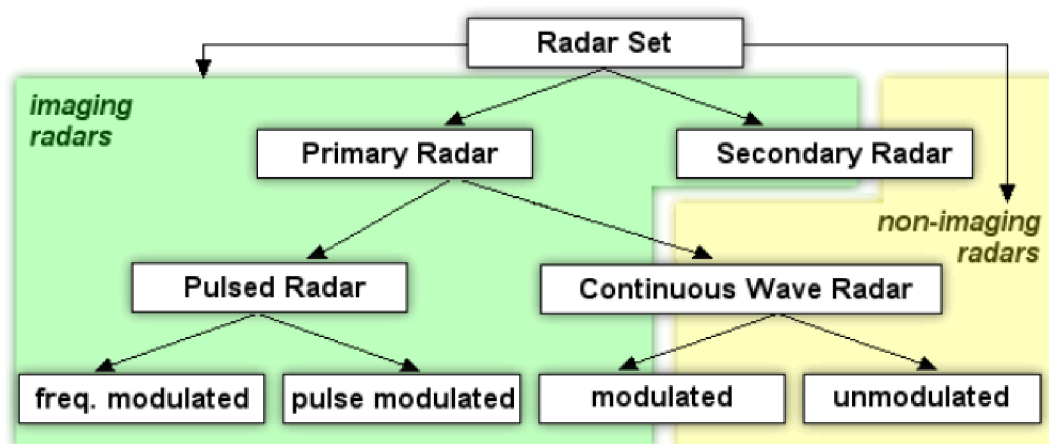 Radar Set
imaging
radars
Primary Radar
Secondary Radar
non-imaging
radars
Pulsed Radar
Continuous Wave Radar
freq. modulated
pulse modulated
modulated
unmodulated